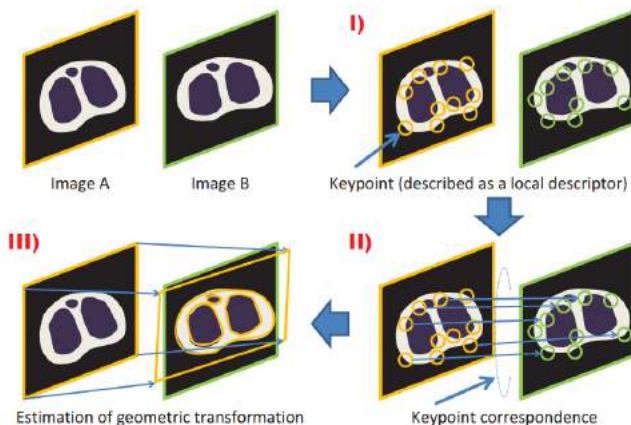 I)
Image A
Image B
Keypoint (described as a local descriptor)
III)
II)
Estimation of geometric transformation
Keypoint correspondence